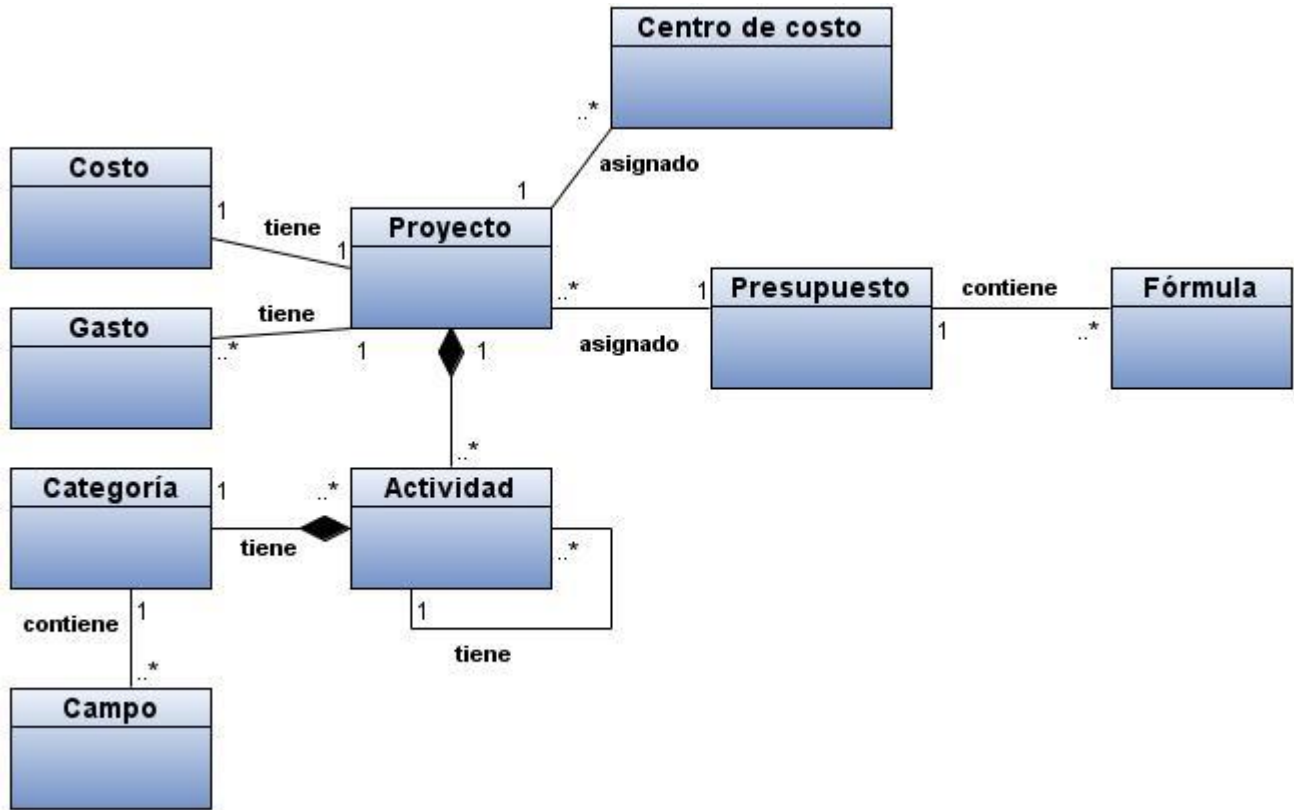 Centro de costo
..*
asignado
1
Costo
1
tiene
1
Proyecto
Gasto
tiene
..*
1
1
..*
1
asignado
Presupuesto
contiene
1
..*
Fórmula
..*
Categoría
1
..*
tiene
Actividad
..*
1
tiene
1
contiene
..*
Campo